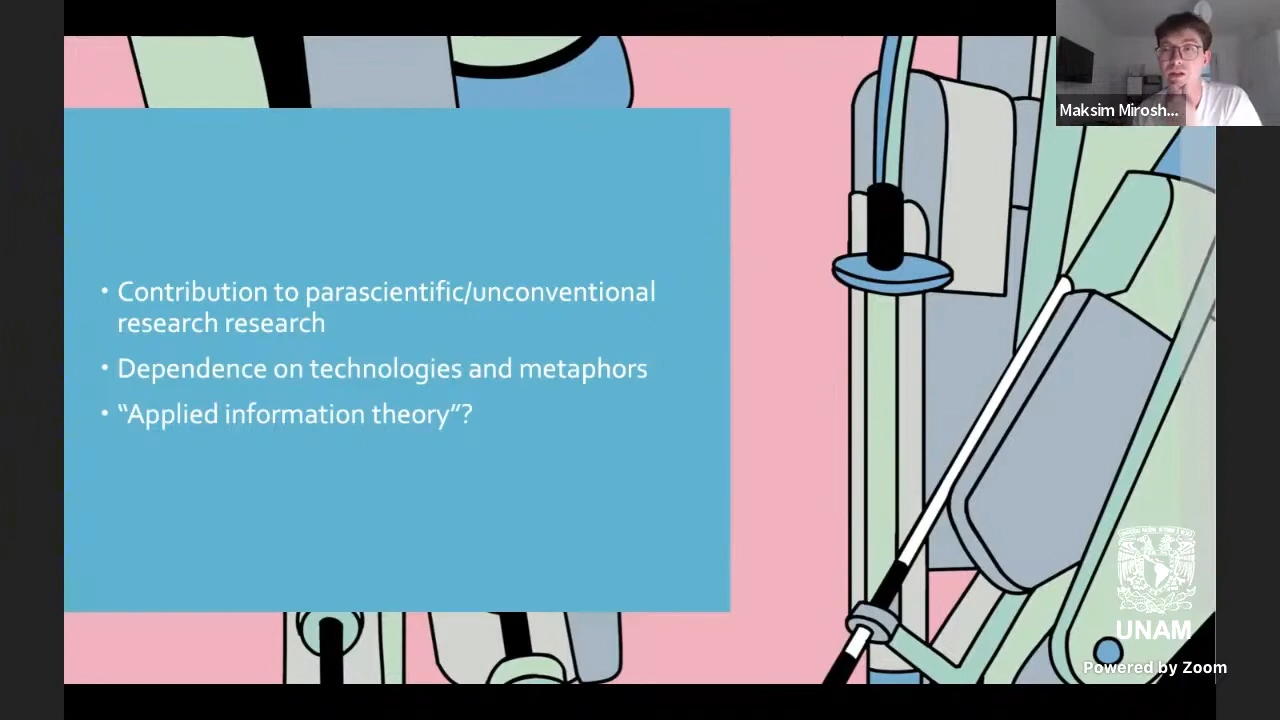 Maksim Mirosh...
• Contribution to parascientific/unconventional
research research
• Dependence on technologies and metaphors
• “Applied information theory”?
UNAM
Powered by Zoom